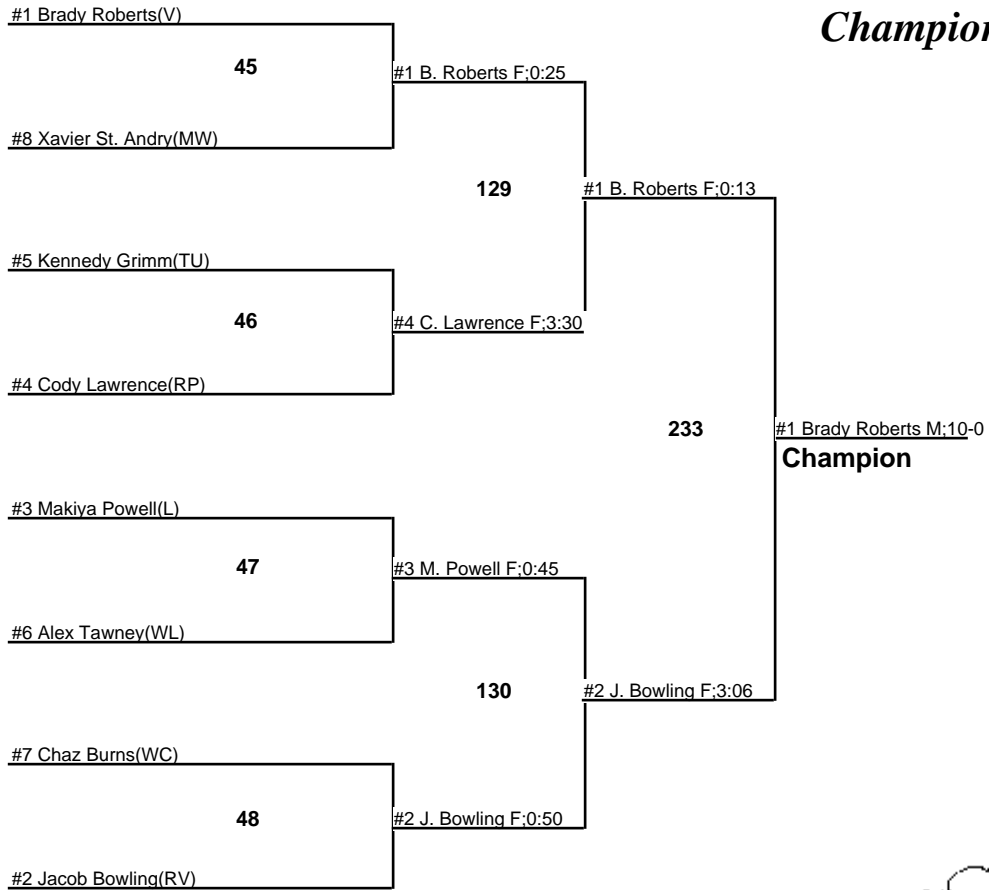 #1 Brady Roberts(V)
Champion
45
#1 B. Roberts F;0:25
#8 Xavier St. Andry(MW)
129
#1 B. Roberts F;0:13
#5 Kennedy Grimm(TU)
46
#4 C. Lawrence F;3:30
#4 Cody Lawrence(RP)
233
#1 Brady Roberts M;10-0
Champion
#3 Makiya Powell(L)
47
#3 M. Powell F;0:45
#6 Alex Tawney(WL)
130
#2 J. Bowling F;3:06
#7 Chaz Burns(WC)
48
#2 J. Bowling F;0:50
#2 Jacob Bowling(RV)